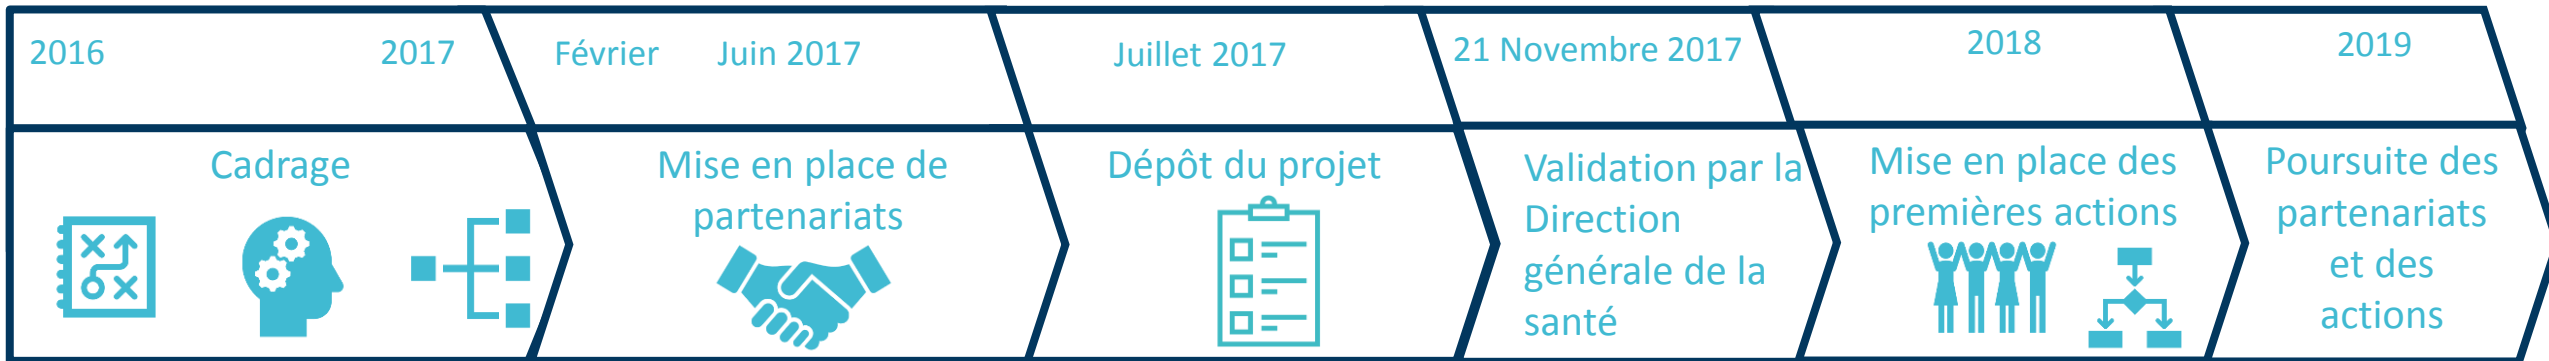 2016 2017
Février Juin 2017
Juillet 2017
21 Novembre 2017
2018
2019
Cadrage
Mise en place de
partenariats
Dépôt du projet
Validation par la
Direction
générale de la
santé
Mise en place des
premières actions
Poursuite des
partenariats
et des
actions